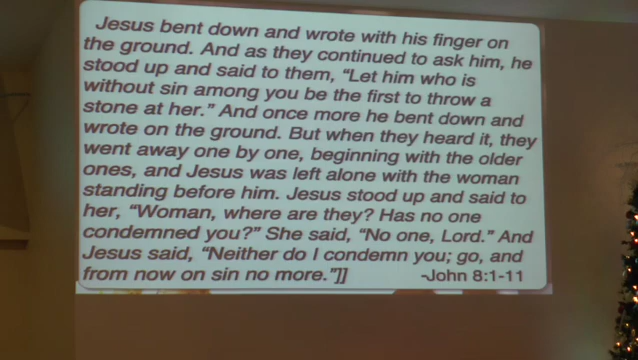 Jesus bent down and wrote with his finger on
the ground. And as they continued to ask him, he
stood up and said to them, “Let him who is
without sin among you be the first to throw a
stone at her.” And once more he bent down and
wrote on the ground. But when they heard it, they
went away one by one, beginning with the older
ones, and Jesus was left alone with the woman
standing before him. Jesus stood up and said to
her, “Woman, where are they? Has no one
condemned you?” She said, “No one, Lord.” And
Jesus said, “Neither do I condemn you; go, and
from now on sin no more.”]] -John 8:1-11